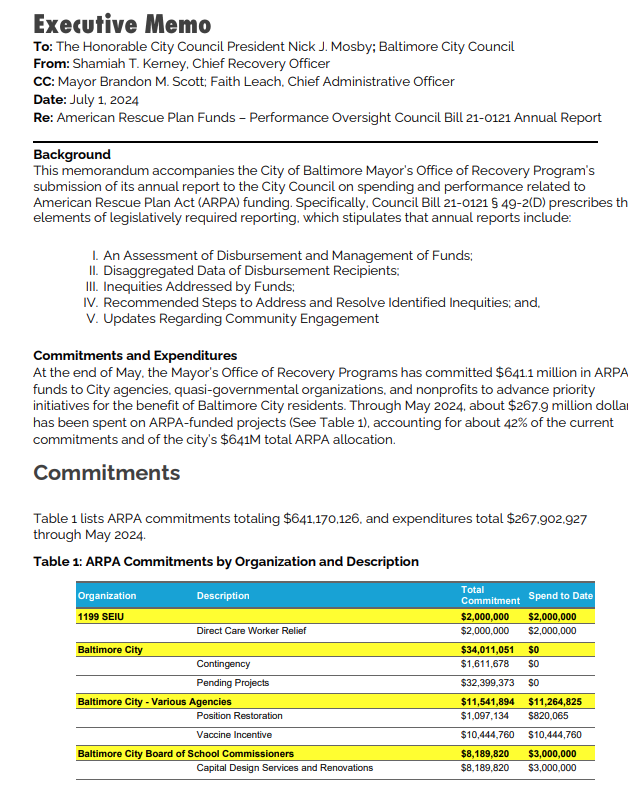 Executive Memo
To: The Honorable City Council President Nick J. Mosby; Baltimore City Council
From: Shamiah T. Kerney, Chief Recovery Officer
CC: Mayor Brandon M. Scott; Faith Leach, Chief Administrative Officer
Date: July 1, 2024
Re: American Rescue Plan Funds – Performance Oversight Council Bill 21-0121 Annual Report
Background
This memorandum accompanies the City of Baltimore Mayor's Office of Recovery Program's
submission of its annual report to the City Council on spending and performance related to
American Rescue Plan Act (ARPA) funding. Specifically, Council Bill 21-0121 § 49-2(D) prescribes th
elements of legislatively required reporting, which stipulates that annual reports include:
I. An Assessment of Disbursement and Management of Funds;
II. Disaggregated Data of Disbursement Recipients;
III. Inequities Addressed by Funds;
IV. Recommended Steps to Address and Resolve Identified Inequities; and,
V. Updates Regarding Community Engagement
Commitments and Expenditures
At the end of May, the Mayor's Office of Recovery Programs has committed $641.1 million in ARPA
funds to City agencies, quasi-governmental organizations, and nonprofits to advance priority
initiatives for the benefit of Baltimore City residents. Through May 2024, about $267.9 million dollar
has been spent on ARPA-funded projects (See Table 1), accounting for about 42% of the current
commitments and of the city's $641M total ARPA allocation.
Commitments
Table 1 lists ARPA commitments totaling $641,170,126, and expenditures total $267,902,927
through May 2024.
Table 1: ARPA Commitments by Organization and Description
Organization Description Total Commitment Spend to Date
1199 SEIU $2,000,000 $2,000,000
Direct Care Worker Relief $2,000,000 $2,000,000
Baltimore City $34,011,051 $0
Contingency $1,611,678 $0
Pending Projects $32,399,373 $0
Baltimore City - Various Agencies $11,541,894 $11,264,825
Position Restoration $1,097,134 $820,065
Vaccine Incentive $10,444,760 $10,444,760
Baltimore City Board of School Commissioners $8,189,820 $3,000,000
Capital Design Services and Renovations $8,189,820 $3,000,000